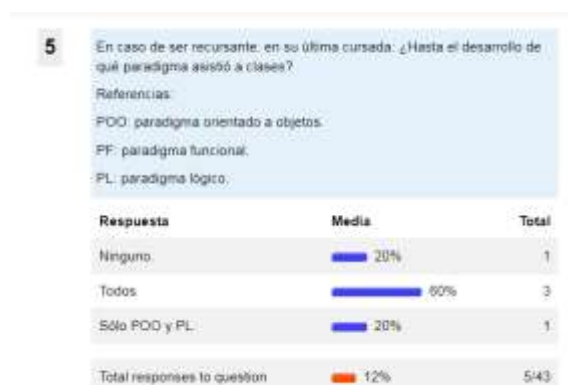 5
En caso de ser recursante, en su última cursada: ¿Hasta el desarrollo de
qué paradigma asistió a clases?
Referencias:
POO: paradigma orientado a objetos.
PF: paradigma funcional.
PL: paradigma lógico.
Respuesta Media Total
Ninguno. 20% 1
Todos 60% 3
Sólo POO y PL. 20% 1
Total responses to question 12% 5/43